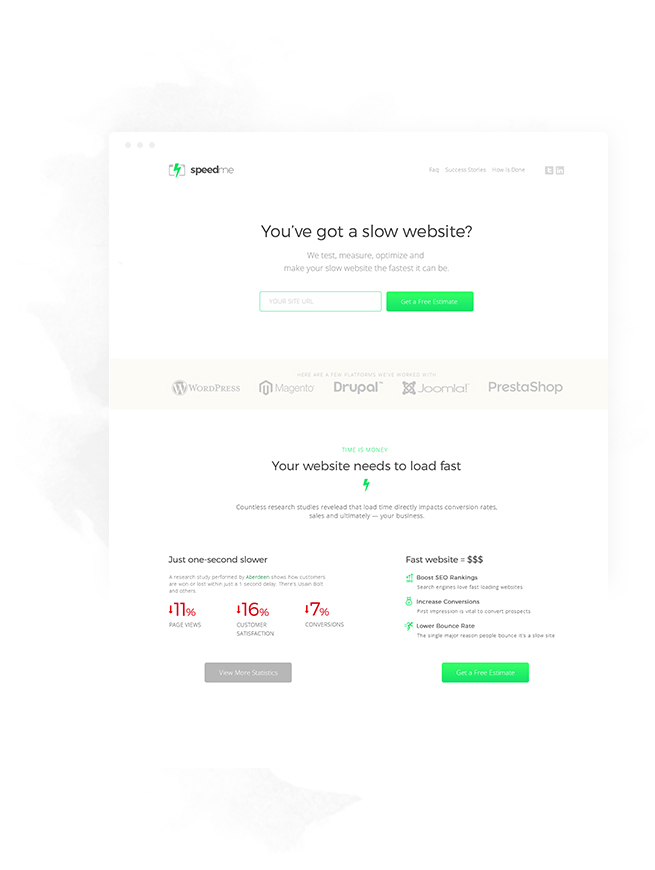 speedme
Faq Success Stories How Is Done
You've got a slow website?
We test, measure, optimize and
make your slow website the fastest it can be.
YOUR SITE URL
Get a Free Estimate
HERE ARE A FEW PLATFORMS WE'VE WORKED WITH
WORDPRESS Magento Drupal Joomla! PrestaShop
TIME IS MONEY
Your website needs to load fast
Countless research studies revelead that load time directly impacts conversion rates,
sales and ultimately — your business.
Just one-second slower
A research study performed by Aberdeen shows how customers
are won or lost within just a 1 second delay. There's Usain Bolt
and others.
11%
PAGE VIEWS
16%
CUSTOMER
SATISFACTION
7%
CONVERSIONS
View More Statistics
Fast website = $$$
Boost SEO Rankings
Search engines love fast loading websites
Increase Conversions
First impression is vital to convert prospects
Lower Bounce Rate
The single major reason people bounce it's a slow site
Get a Free Estimate